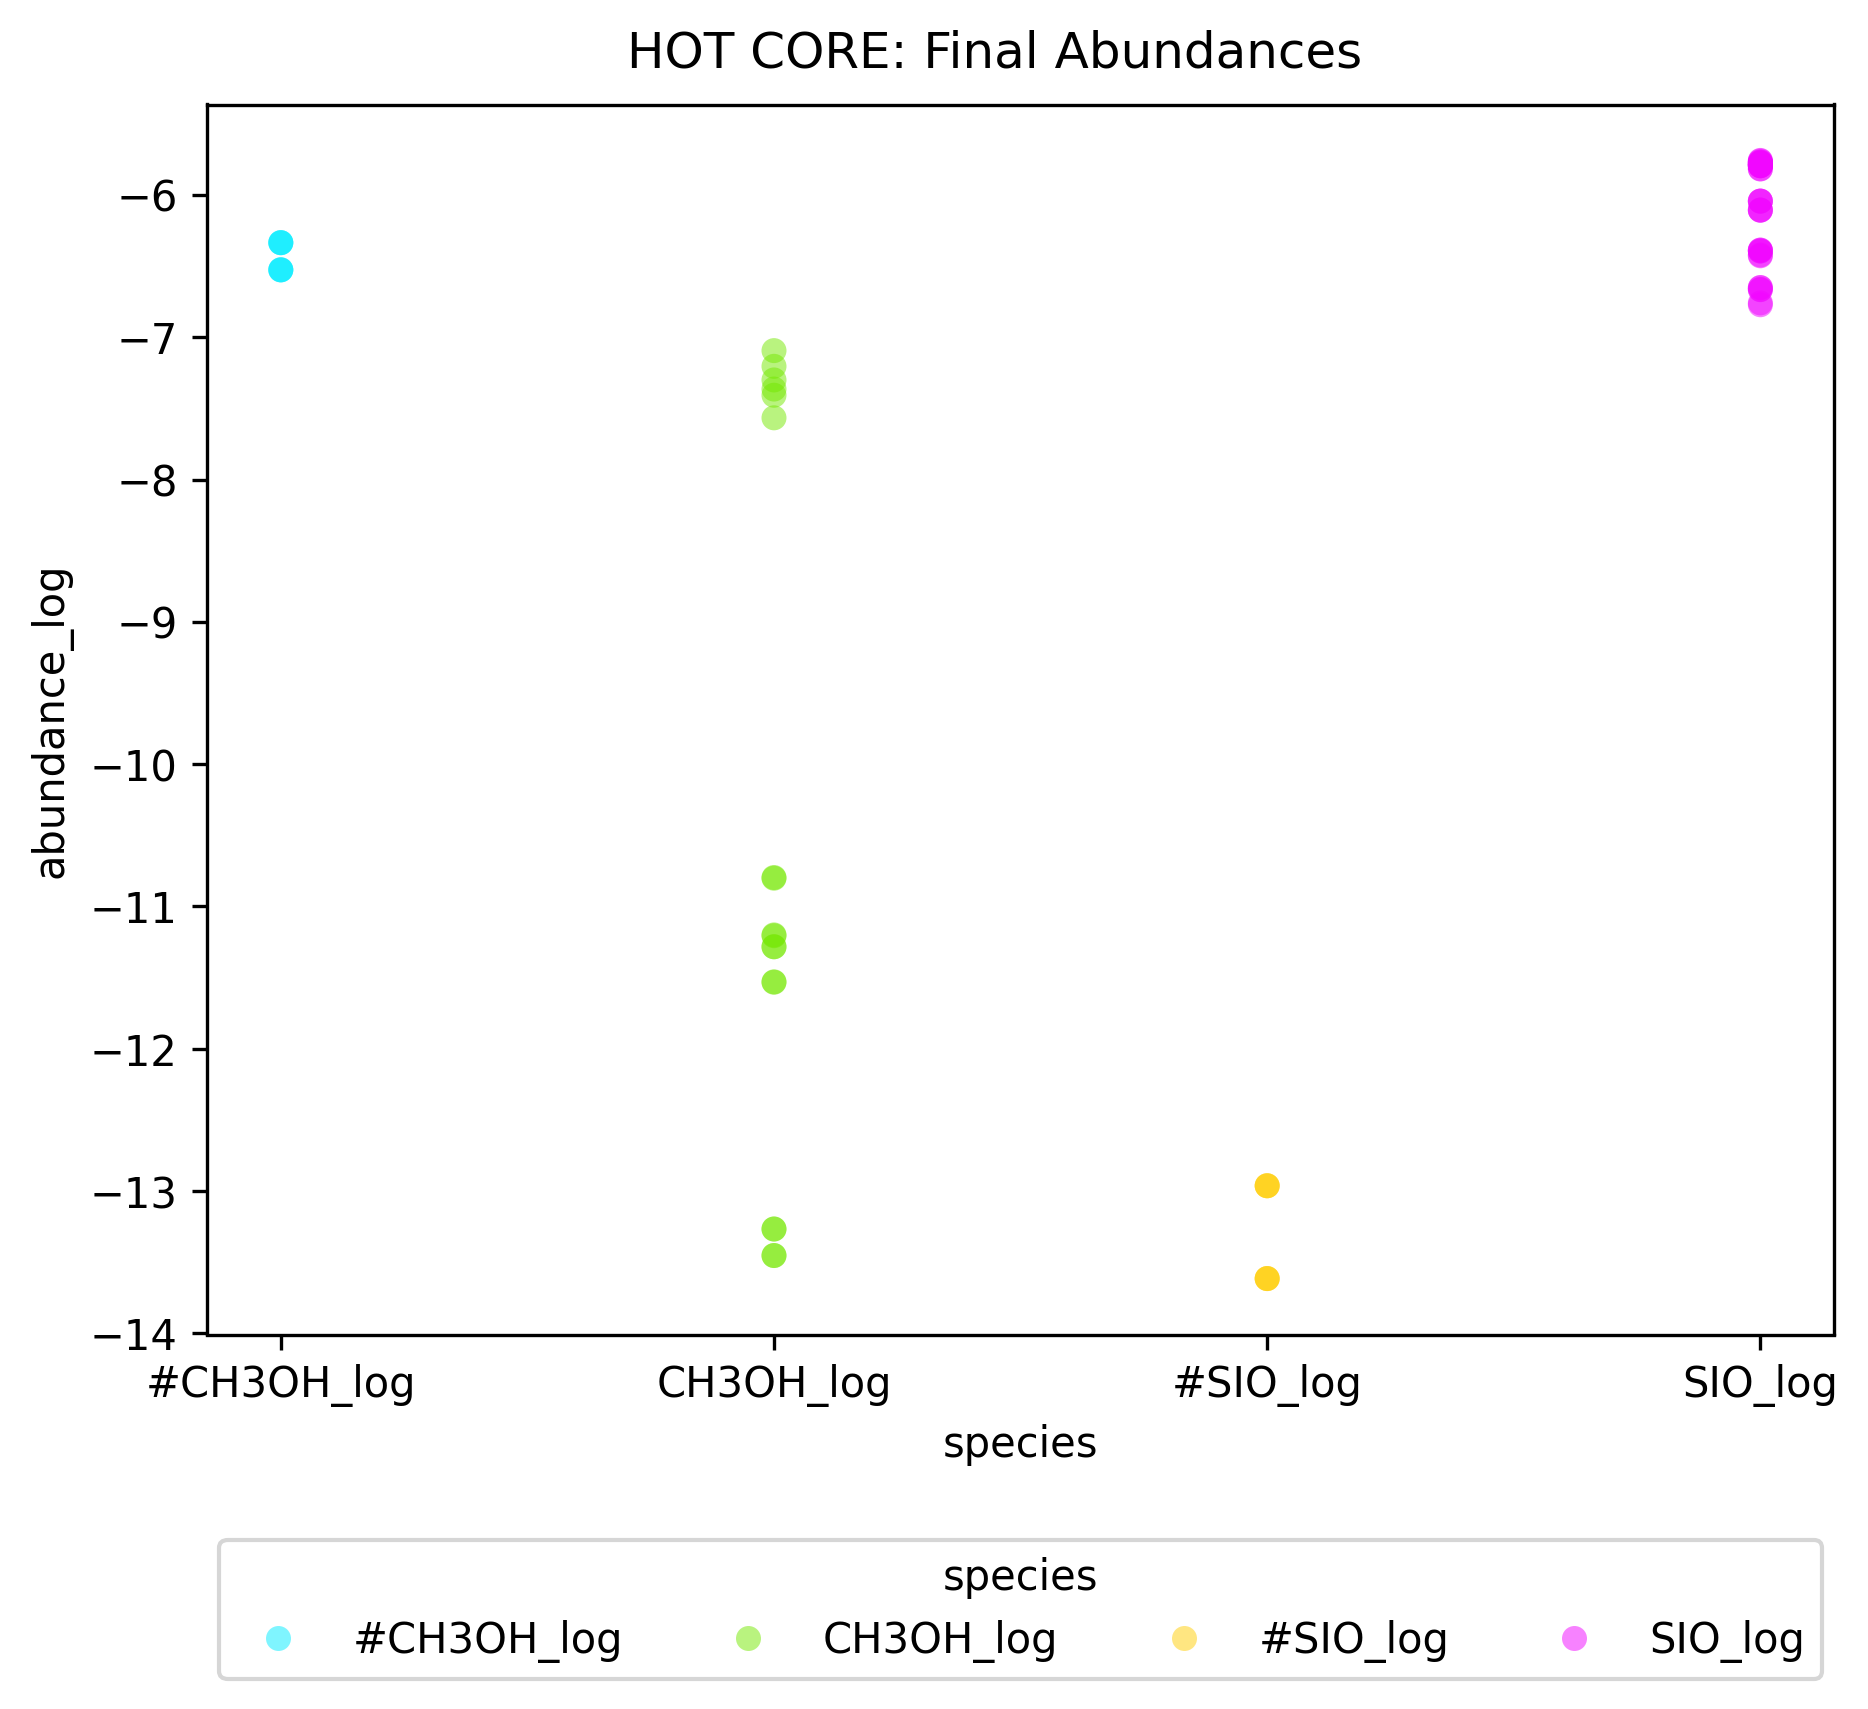 HOT CORE: Final Abundances
abundance_log
−6
−7
−8
−9
−10
−11
−12
−13
−14
#CH3OH_log CH3OH_log #SIO_log SIO_log
species
species
#CH3OH_log CH3OH_log #SIO_log SIO_log